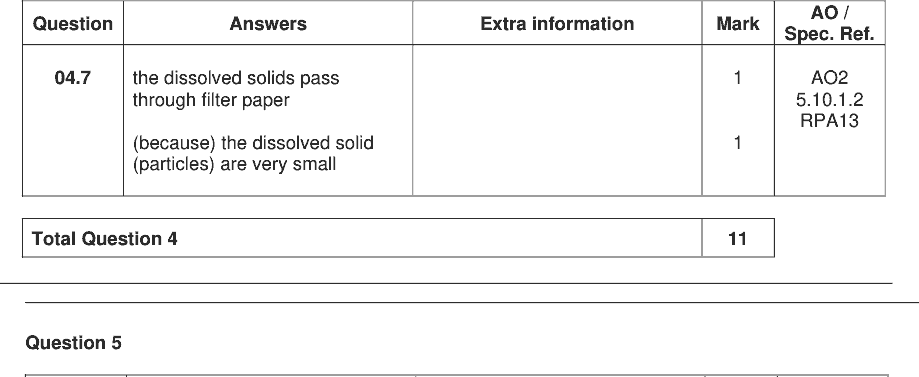 Question Answers Extra information Mark AO /
Spec. Ref.
04.7 the dissolved solids pass 1 AO2
through filter paper 5.10.1.2
RPA13
(because) the dissolved solid 1
(particles) are very small
Total Question 4 11
Question 5